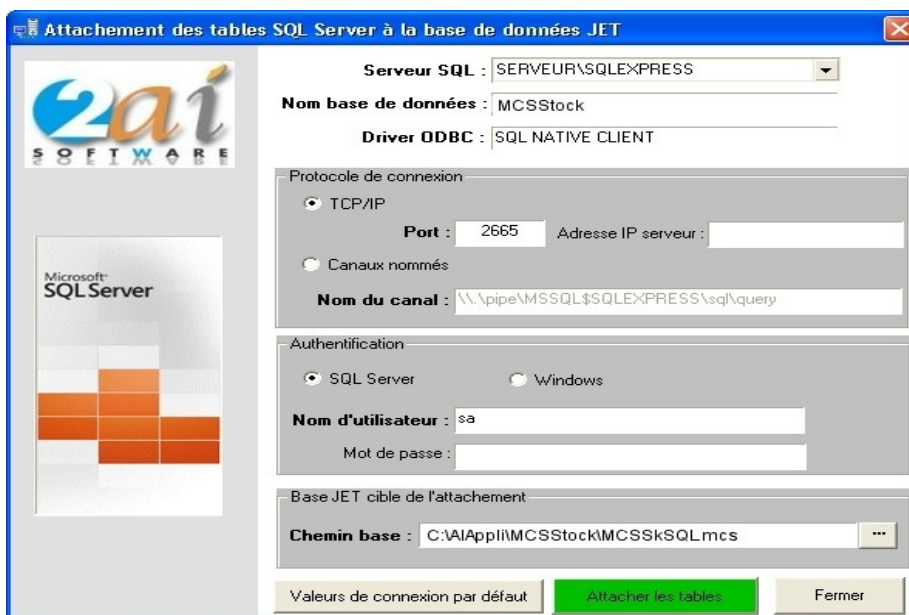 Attachement des tables SQL Server à la base de données JET
2ai
SOFTWARE
Microsoft
SQL Server
Serveur SQL : SERVEUR\SQLEXPRESS
Nom base de données : MCSStock
Driver ODBC : SQL NATIVE CLIENT
Protocole de connexion
TCP/IP
Port : 2665 Adresse IP serveur :
Canaux nommés
Nom du canal : \\.\pipe\MSSQL$SQLEXPRESS\sql\query
Authentification
SQL Server Windows
Nom d'utilisateur : sa
Mot de passe :
Base JET cible de l'attachement
Chemin base : C:\AIAppli\MCSStock\MCSSkSQL.mcs ...
Valeurs de connexion par défaut Attacher les tables Fermer